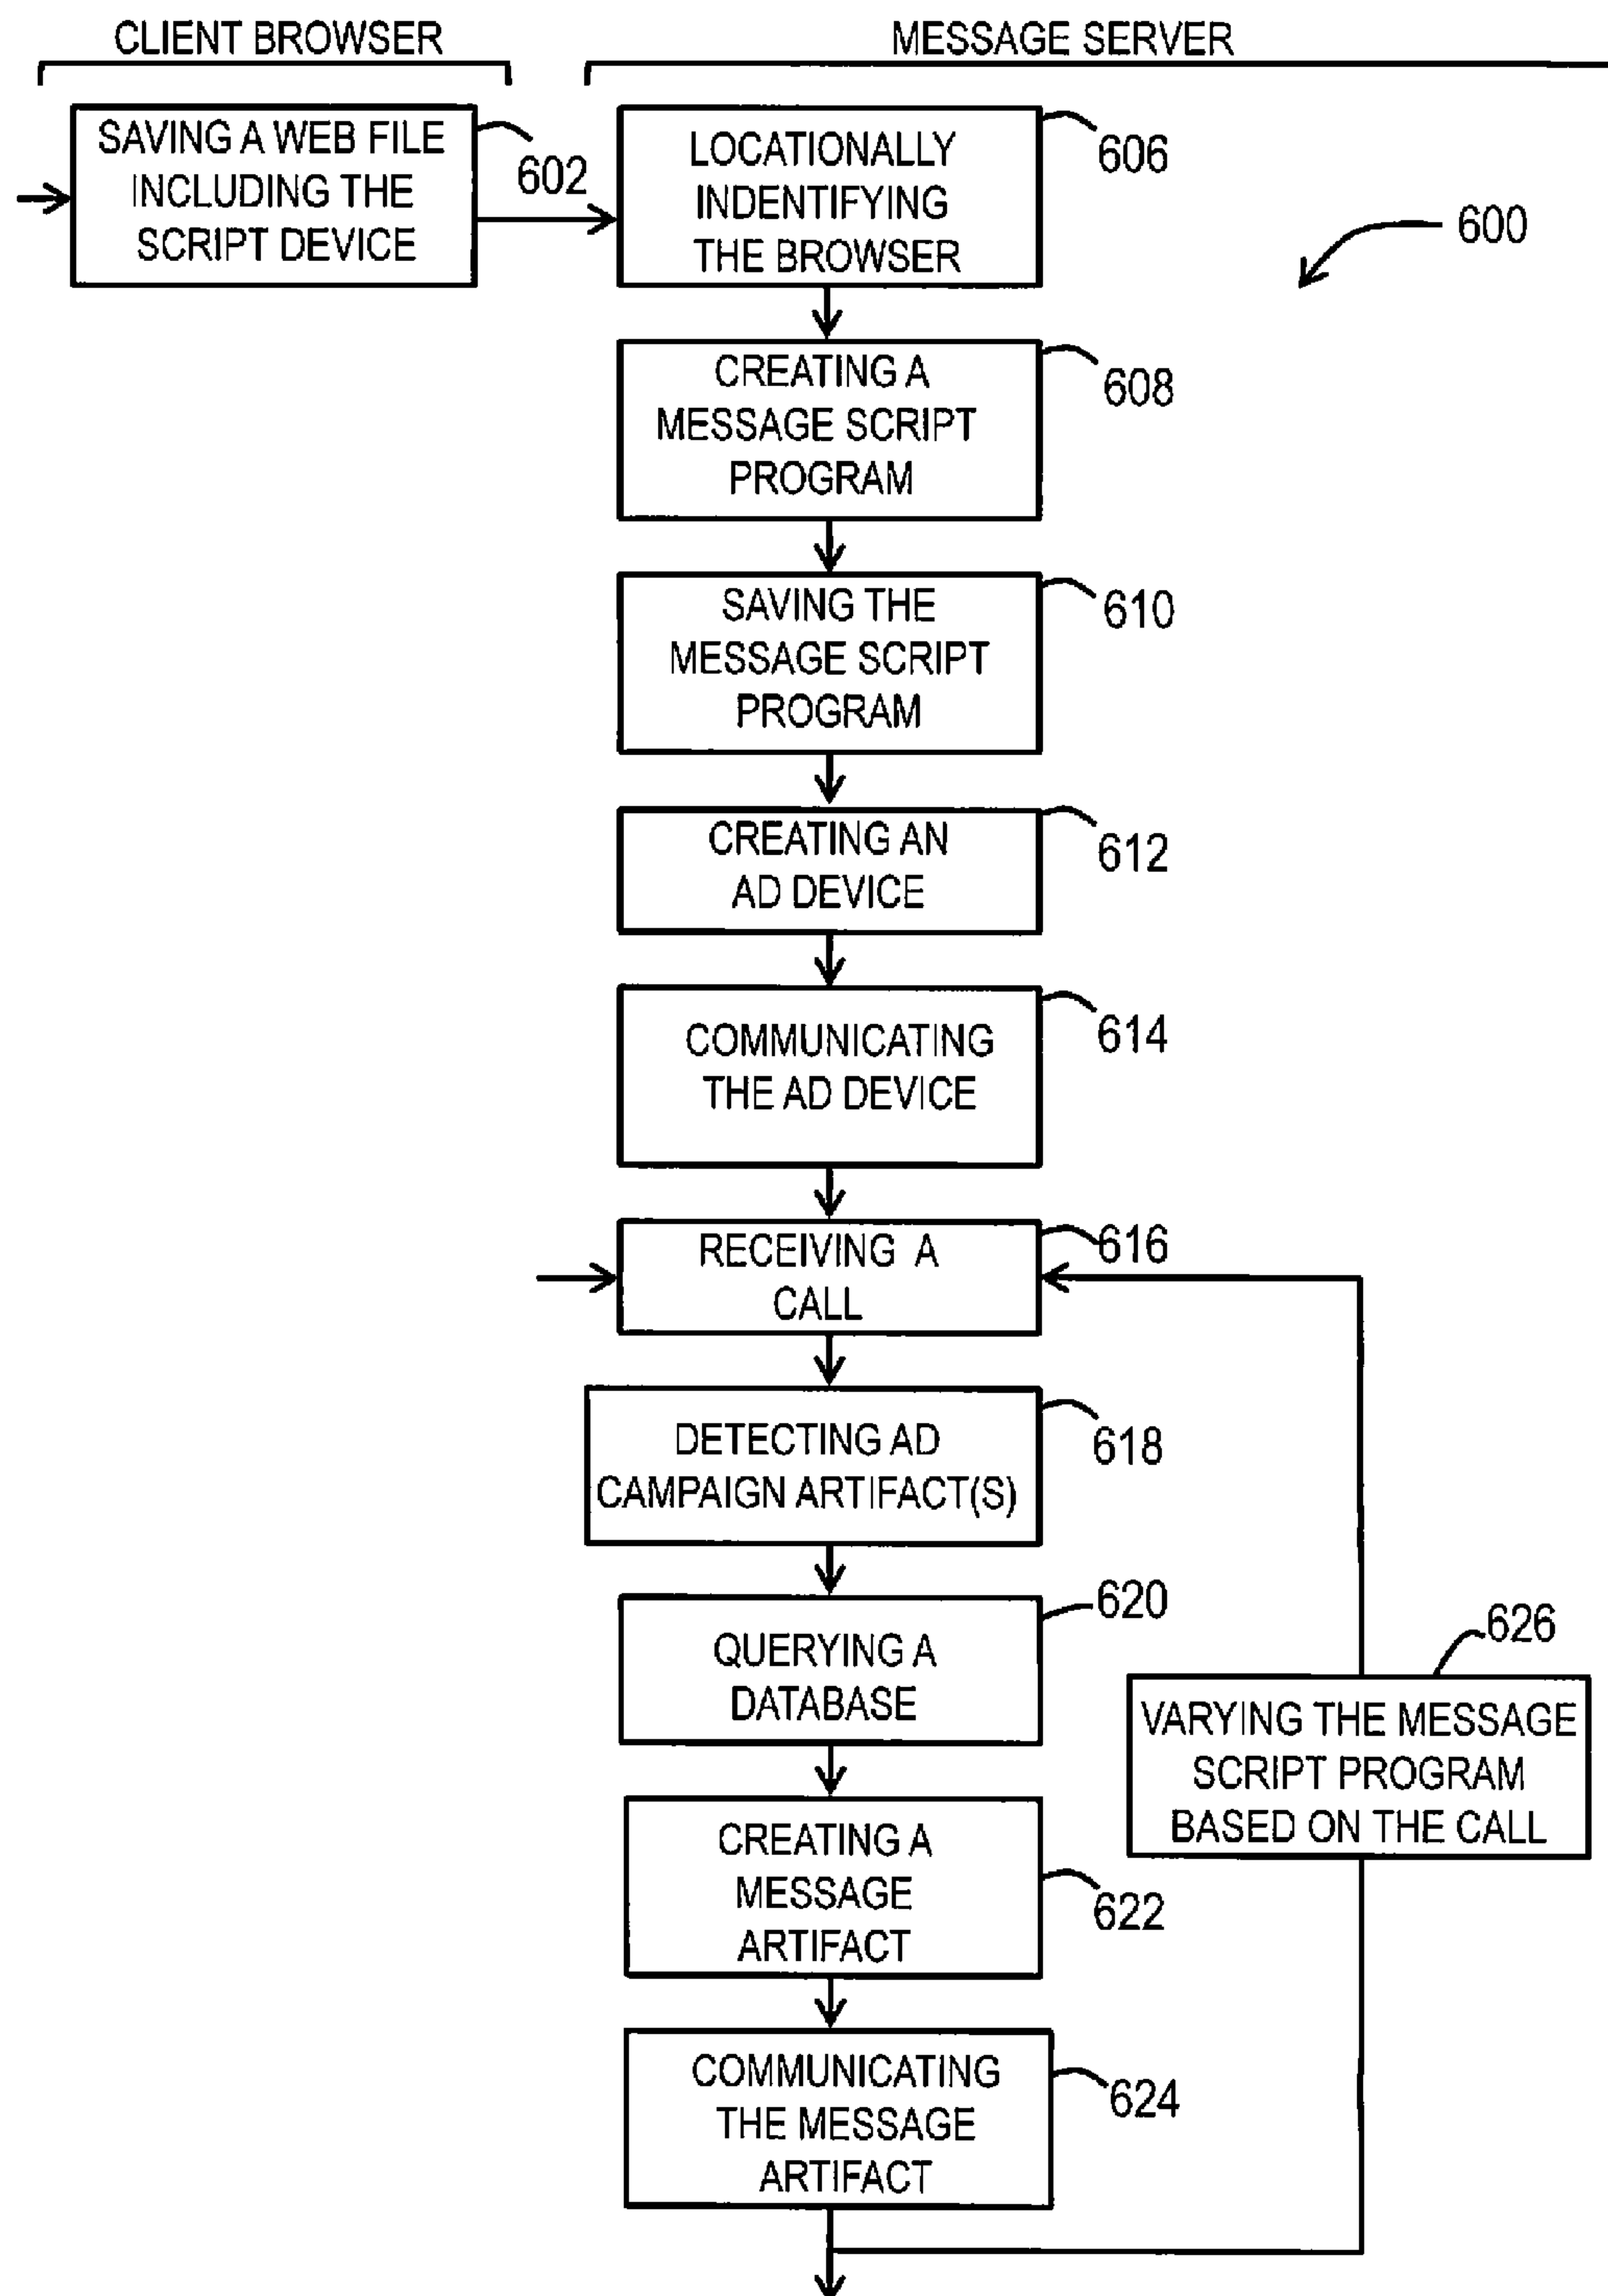 CLIENT BROWSER
MESSAGE SERVER
SAVING A WEB FILE
INCLUDING THE
SCRIPT DEVICE
602
LOCATIONALLY
INDENTIFYING
THE BROWSER
606
600
CREATING A
MESSAGE SCRIPT
PROGRAM
608
SAVING THE
MESSAGE SCRIPT
PROGRAM
610
CREATING AN
AD DEVICE
612
COMMUNICATING
THE AD DEVICE
614
RECEIVING A
CALL
616
DETECTING AD
CAMPAIGN ARTIFACT(S)
618
QUERYING A
DATABASE
620
VARYING THE MESSAGE
SCRIPT PROGRAM
BASED ON THE CALL
626
CREATING A
MESSAGE
ARTIFACT
622
COMMUNICATING
THE MESSAGE
ARTIFACT
624